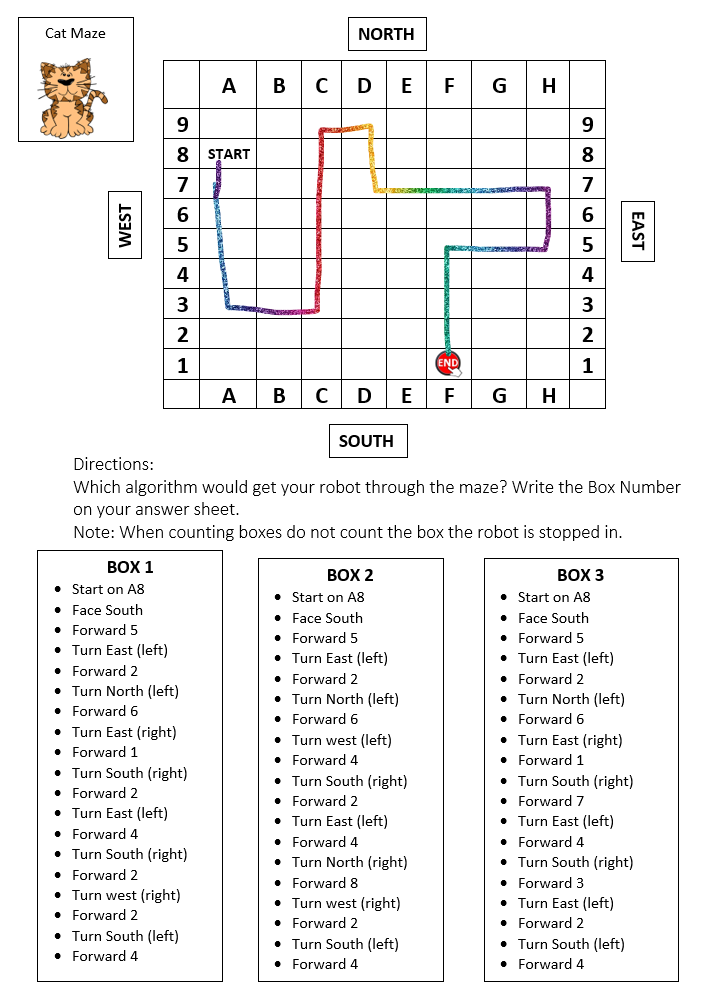 Cat Maze
NORTH
A B C D E F G H
9 9
8 START 8
7 7
WEST
6 6
EAST
5 5
4 4
3 3
2 2
1 END 1
A B C D E F G H
SOUTH
Directions:
Which algorithm would get your robot through the maze? Write the Box Number
on your answer sheet.
Note: When counting boxes do not count the box the robot is stopped in.
BOX 1
• Start on A8
• Face South
• Forward 5
• Turn East (left)
• Forward 2
• Turn North (left)
• Forward 6
• Turn East (right)
• Forward 1
• Turn South (right)
• Forward 2
• Turn East (left)
• Forward 4
• Turn South (right)
• Forward 2
• Turn west (right)
• Forward 2
• Turn South (left)
• Forward 4
BOX 2
• Start on A8
• Face South
• Forward 5
• Turn East (left)
• Forward 2
• Turn North (left)
• Forward 6
• Turn west (left)
• Forward 4
• Turn South (right)
• Forward 2
• Turn East (left)
• Forward 4
• Turn North (right)
• Forward 8
• Turn west (right)
• Forward 2
• Turn South (left)
• Forward 4
BOX 3
• Start on A8
• Face South
• Forward 5
• Turn East (left)
• Forward 2
• Turn North (left)
• Forward 6
• Turn East (right)
• Forward 1
• Turn South (right)
• Forward 7
• Turn East (left)
• Forward 4
• Turn South (right)
• Forward 3
• Turn East (left)
• Forward 2
• Turn South (left)
• Forward 4